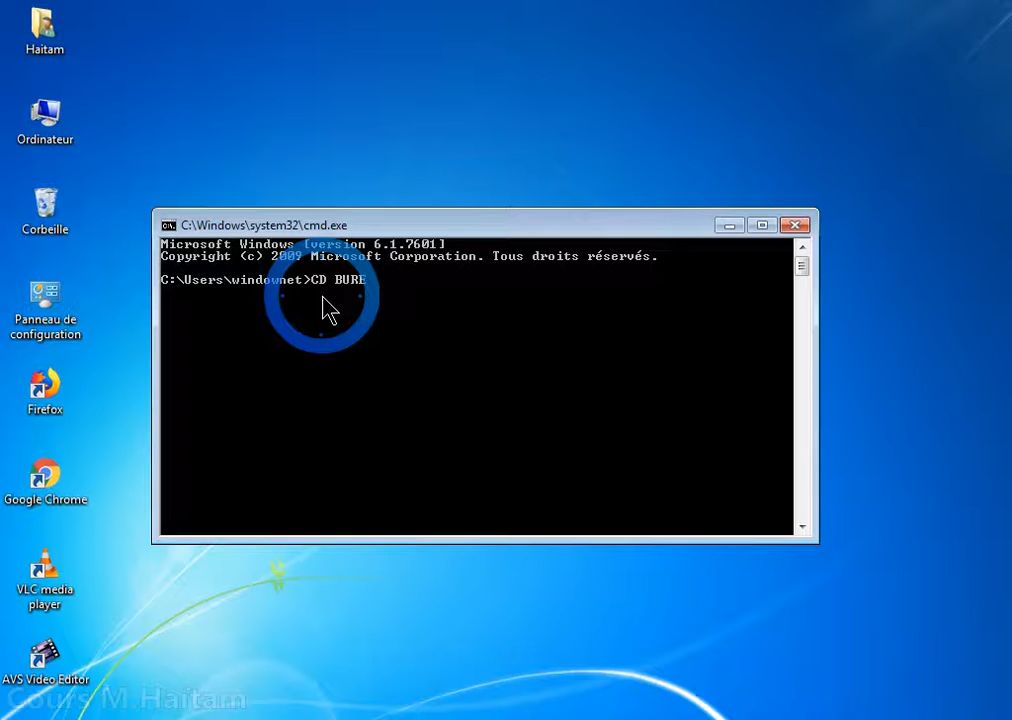 Haitam
Ordinateur
Corbeille
Panneau de
configuration
Firefox
Google Chrome
VLC media
player
AVS Video Editor
C:\Windows\system32\cmd.exe
Microsoft Windows [version 6.1.7601]
Copyright (c) 2009 Microsoft Corporation. Tous droits réservés.
C:\Users\windownet>CD BURE
Cours M.Haitam